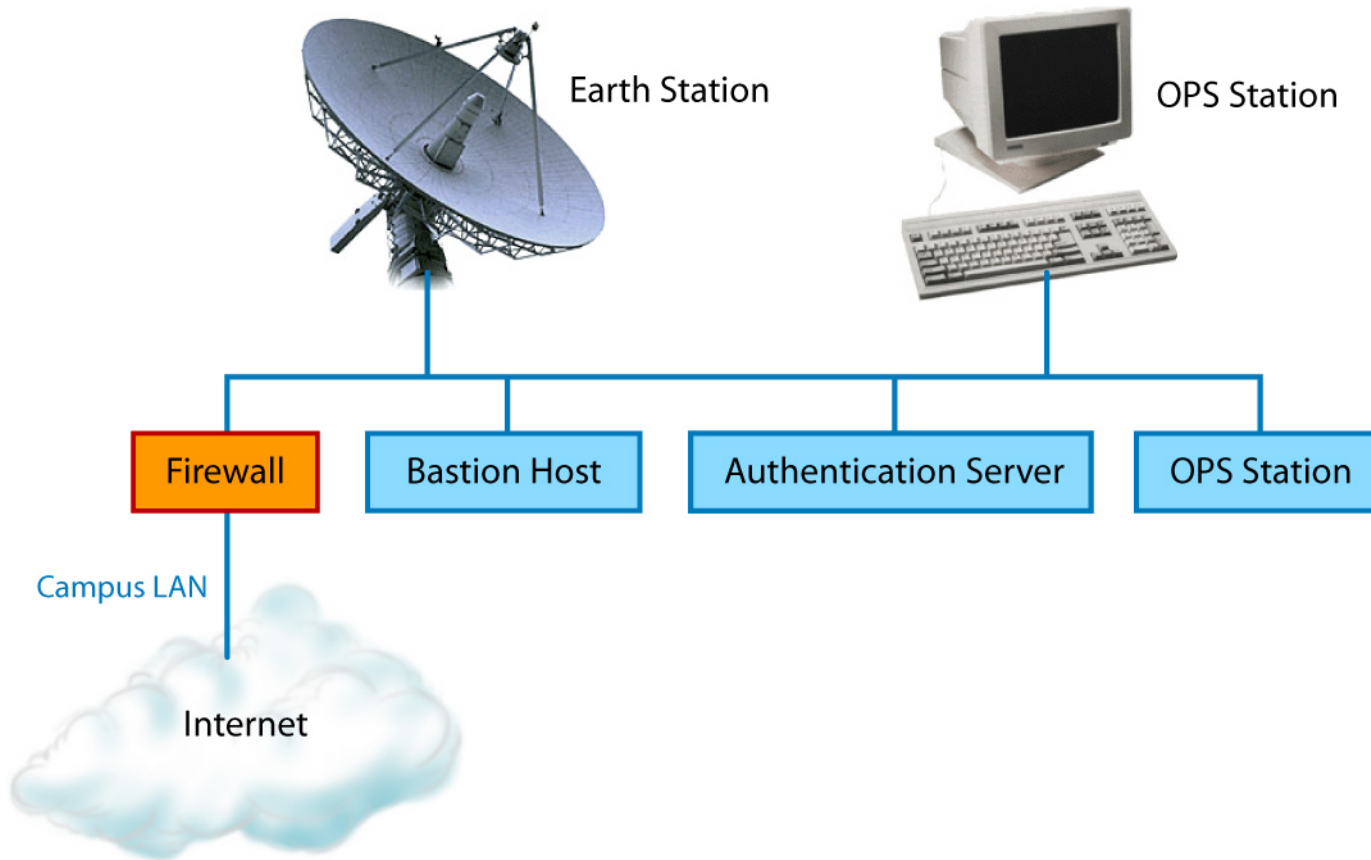 Earth Station
OPS Station
Firewall
Bastion Host
Authentication Server
OPS Station
Campus LAN
Internet